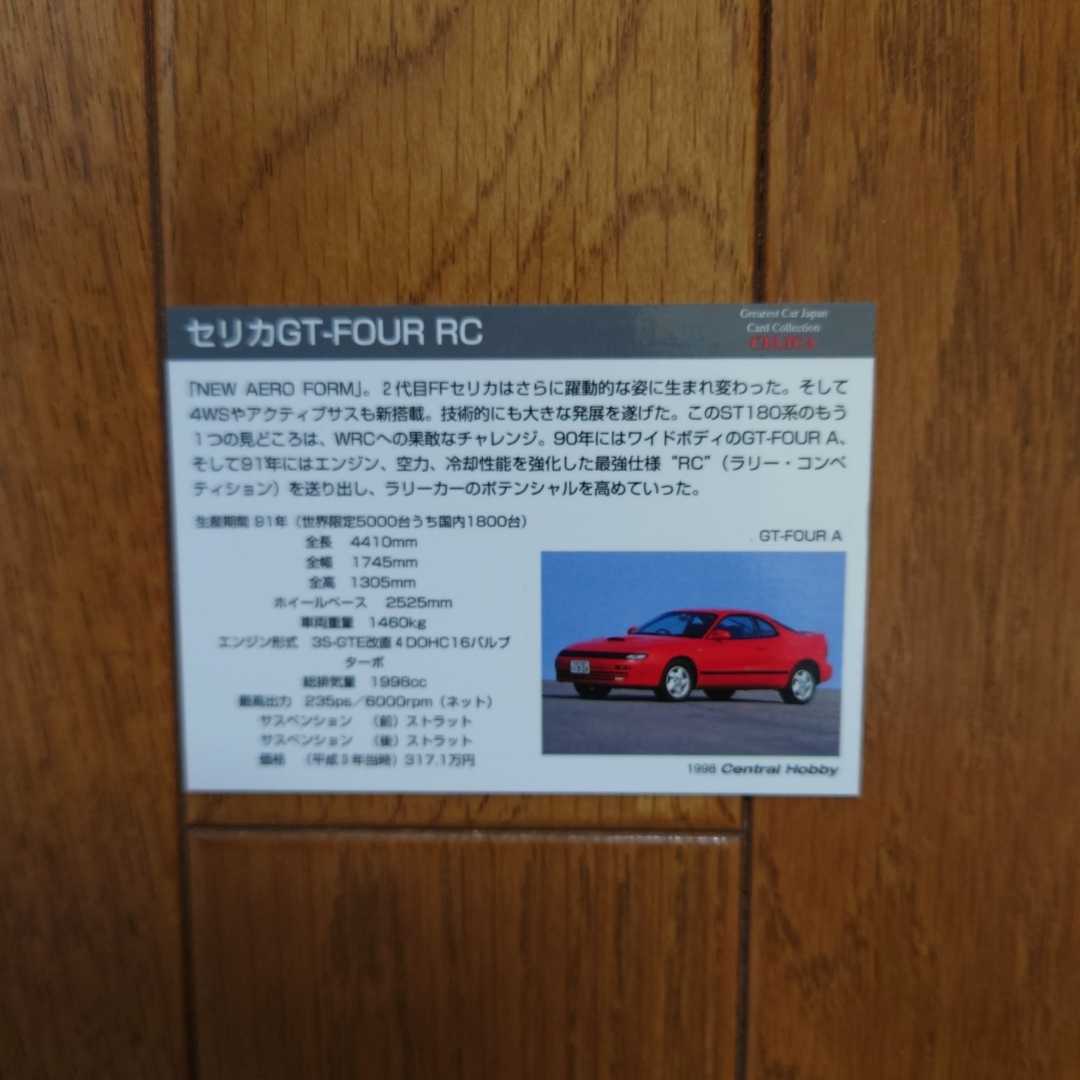 セリカGT-FOUR RC
Greatest Car Japan
Card Collection
CELICA
「NEW AERO FORM」。2代目FFセリカはさらに躍動的な姿に生まれ変わった。そして
4WSやアクティブサスも新搭載。技術的にも大きな発展を遂げた。このST180系のもう
1つの見どころは、WRCへの果敢なチャレンジ。90年にはワイドボディのGT-FOUR A、
そして91年にはエンジン、空力、冷却性能を強化した最強仕様“RC”（ラリー・コンペ
ティション）を送り出し、ラリーカーのポテンシャルを高めていった。
生産期間 91年（世界限定5000台うち国内1800台）
全長 4410mm
全幅 1745mm
全高 1305mm
ホイールベース 2525mm
車両重量 1460kg
エンジン形式 3S-GTE改直4DOHC16バルブ
ターボ
総排気量 1998cc
最高出力 235ps／6000rpm（ネット）
サスペンション （前）ストラット
サスペンション （後）ストラット
価格 （平成3年当時）317.1万円
GT-FOUR A
1998 Central Hobby